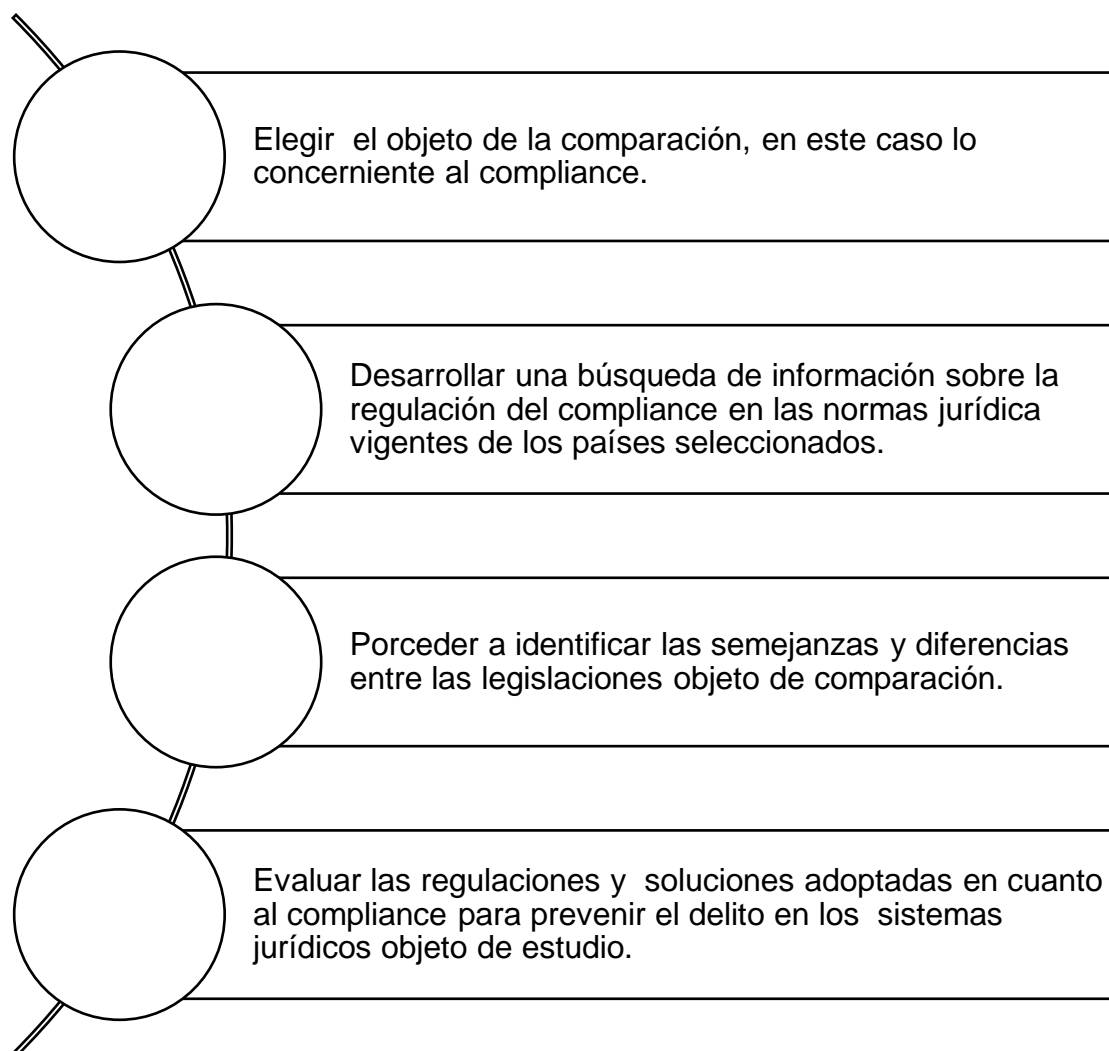 Elegir  el objeto de la comparación, en este caso lo
concerniente al compliance.
Desarrollar una búsqueda de información sobre la
regulación del compliance en las normas jurídica
vigentes de los países seleccionados.
Porceder a identificar las semejanzas y diferencias
entre las legislaciones objeto de comparación.
Evaluar las regulaciones y  soluciones adoptadas en cuanto
al compliance para prevenir el delito en los  sistemas
jurídicos objeto de estudio.